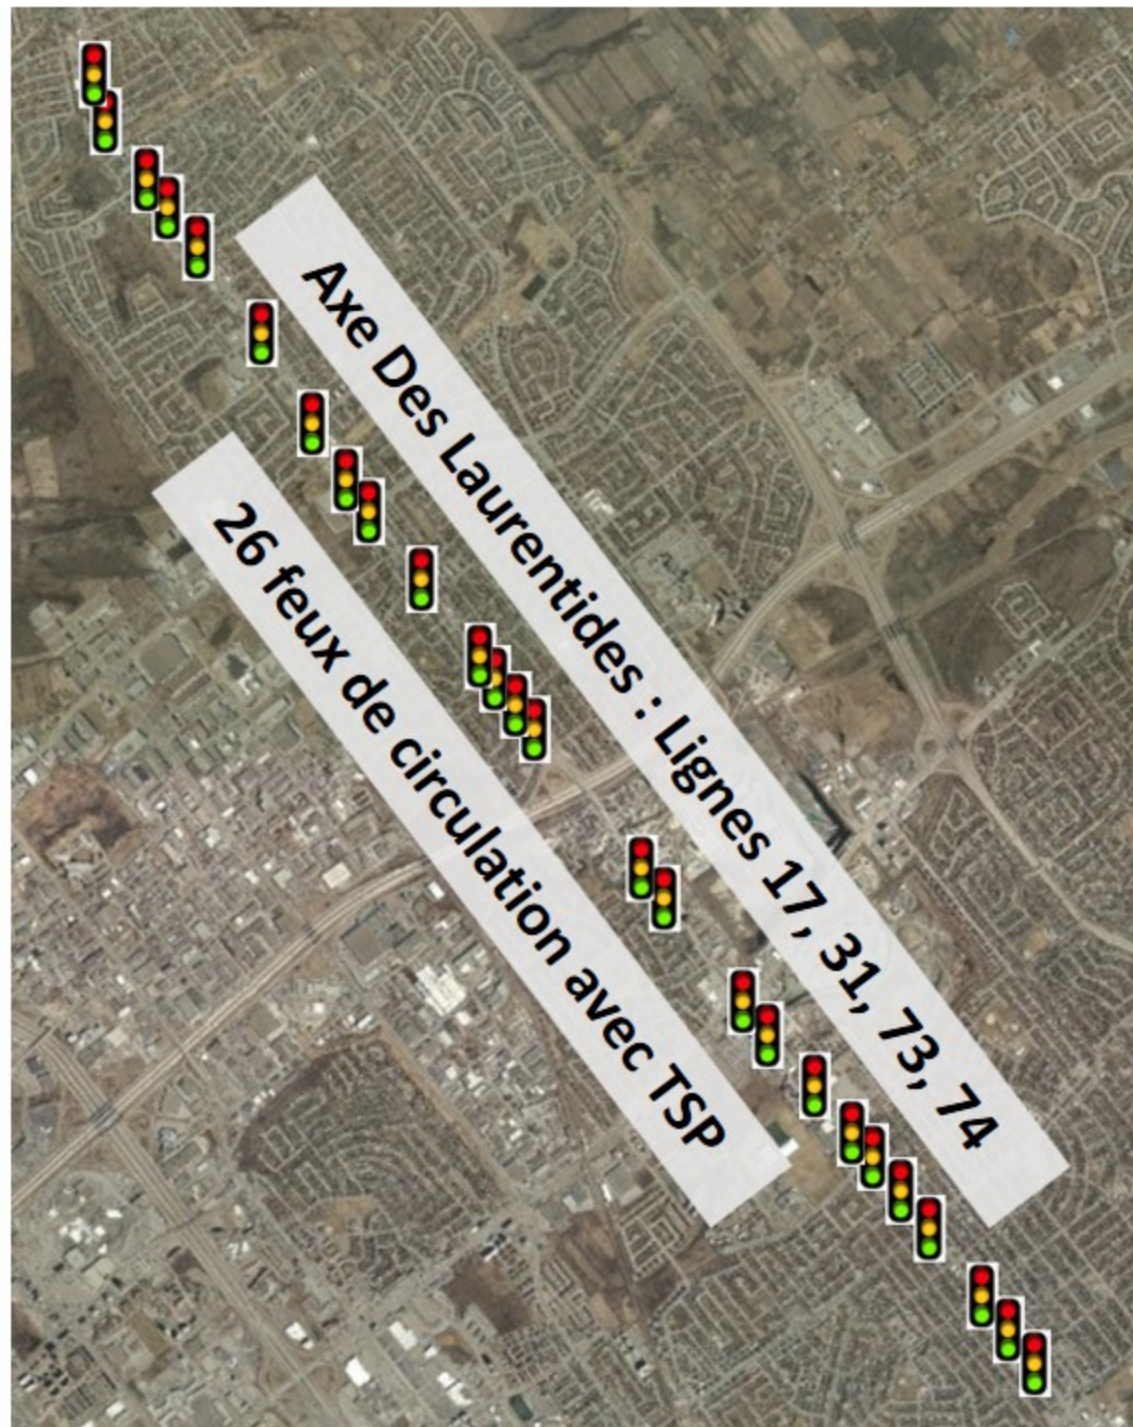 Axe Des Laurentides : Lignes 17, 31, 73, 74
26 feux de circulation avec TSP